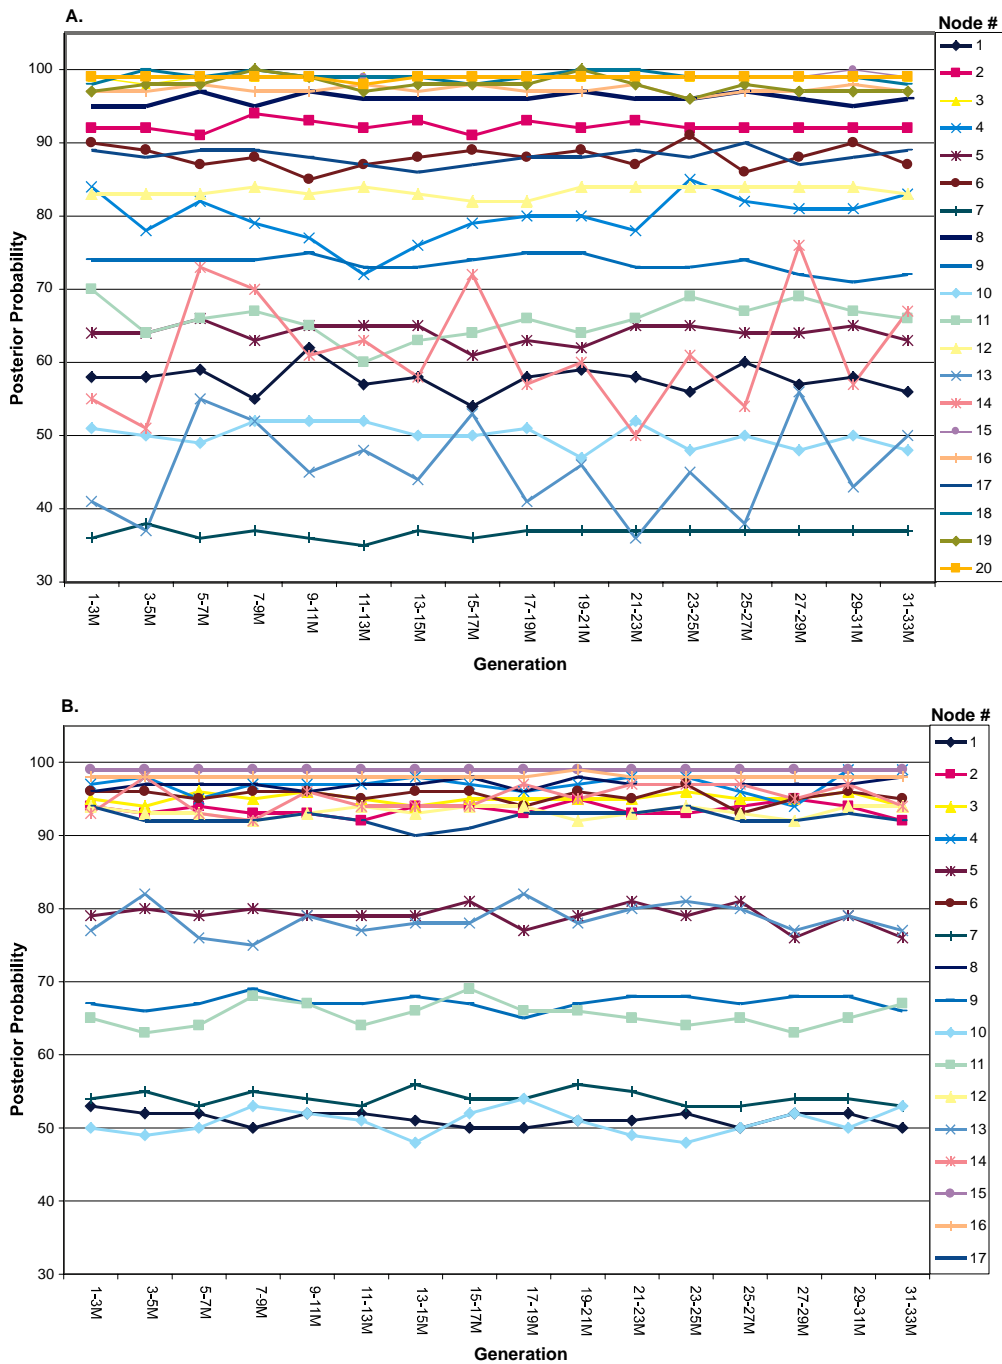 A.
Node #
100
90
80
70
60
50
40
30
Posterior Probability
1-3M
3-5M
5-7M
7-9M
9-11M
11-13M
13-15M
15-17M
17-19M
19-21M
21-23M
23-25M
25-27M
27-29M
29-31M
31-33M
Generation
1
2
3
4
5
6
7
8
9
10
11
12
13
14
15
16
17
18
19
20
B.
Node #
100
90
80
70
60
50
40
30
Posterior Probability
1-3M
3-5M
5-7M
7-9M
9-11M
11-13M
13-15M
15-17M
17-19M
19-21M
21-23M
23-25M
25-27M
27-29M
29-31M
31-33M
Generation
1
2
3
4
5
6
7
8
9
10
11
12
13
14
15
16
17